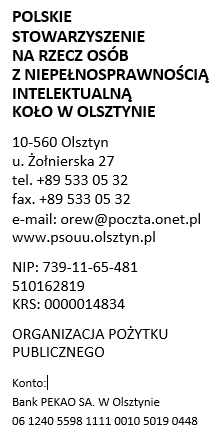 POLSKIE
STOWARZYSZENIE
NA RZECZ OSÓB
Z NIEPEŁNOSPRAWNOŚCIĄ
INTELEKTUALNĄ
KOŁO W OLSZTYNIE
10-560 Olsztyn
u. Żołnierska 27
tel. +89 533 05 32
fax. +89 533 05 32
e-mail: orew@poczta.onet.pl
www.psouu.olsztyn.pl
NIP: 739-11-65-481
510162819
KRS: 0000014834
ORGANIZACJA POŻYTKU
PUBLICZNEGO
Konto:
Bank PEKAO SA. W Olsztynie
06 1240 5598 1111 0010 5019 0448